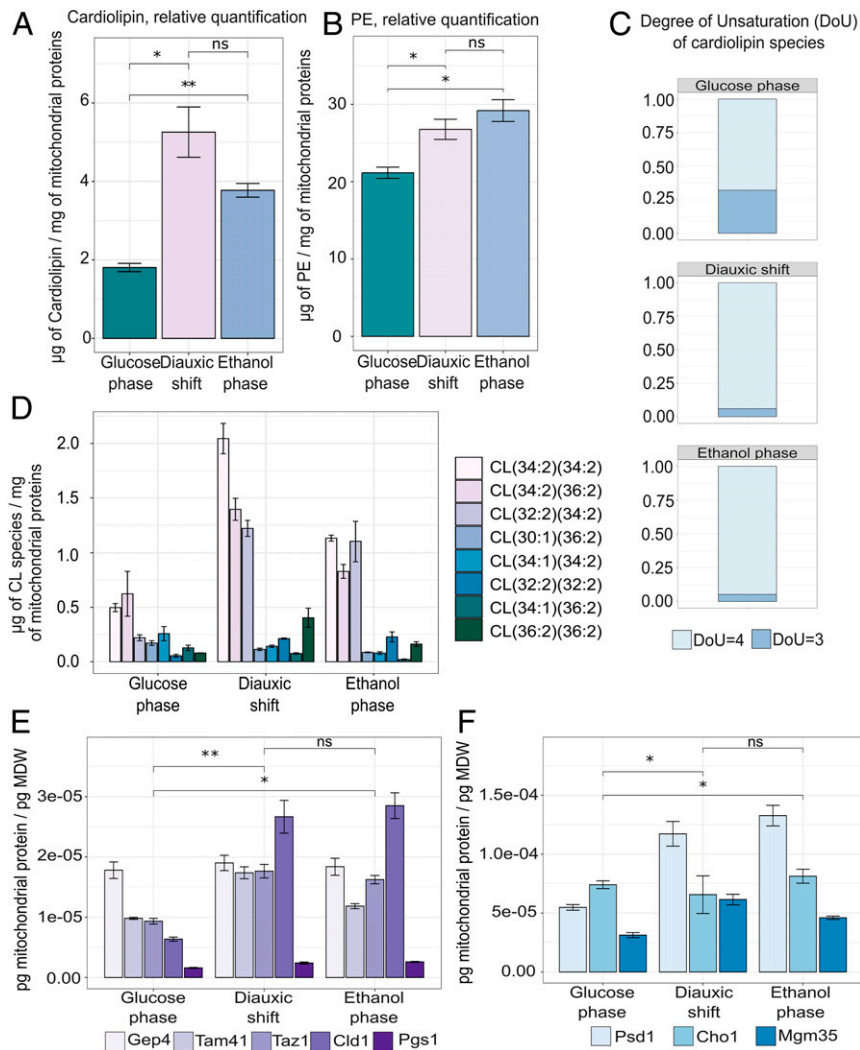 A
Cardiolipin, relative quantification
µg of Cardiolipin / mg of mitochondrial proteins
6
4
2
0
*
ns
**
Glucose phase
Diauxic shift
Ethanol phase
B
PE, relative quantification
µg of PE / mg of mitochondrial proteins
30
20
10
0
*
ns
*
Glucose phase
Diauxic shift
Ethanol phase
C
Degree of Unsaturation (DoU)
of cardiolipin species
Glucose phase
1.00
0.75
0.50
0.25
0.00
Diauxic shift
1.00
0.75
0.50
0.25
0.00
Ethanol phase
1.00
0.75
0.50
0.25
0.00
DoU=4 DoU=3
D
µg of CL species / mg
of mitochondrial proteins
2.0
1.5
1.0
0.5
0.0
Glucose phase
Diauxic shift
Ethanol phase
CL(34:2)(34:2)
CL(34:2)(36:2)
CL(32:2)(34:2)
CL(30:1)(36:2)
CL(34:1)(34:2)
CL(32:2)(32:2)
CL(34:1)(36:2)
CL(36:2)(36:2)
E
pg mitochondrial protein / pg MDW
3e-05
2e-05
1e-05
0.00
ns
**
*
Glucose phase
Diauxic shift
Ethanol phase
Gep4 Tam41 Taz1 Cld1 Pgs1
F
pg mitochondrial protein / pg MDW
1.5e-04
1e-04
5e-05
0.00
ns
*
*
Glucose phase
Diauxic shift
Ethanol phase
Psd1 Cho1 Mgm35